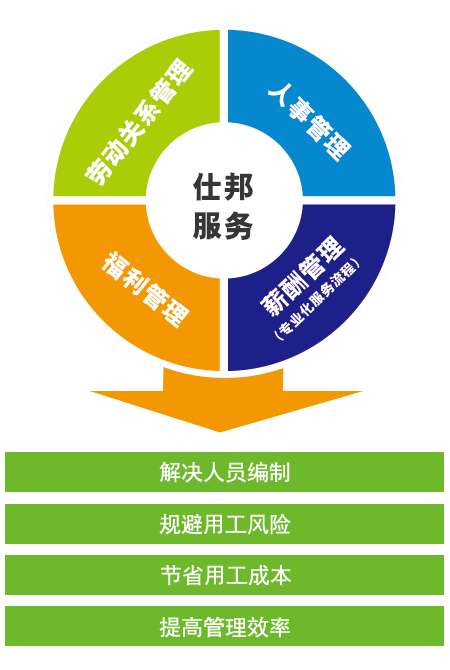 劳动关系管理
人事管理
仕邦
服务
福利管理
薪酬管理
（专业化服务流程）
解决人员编制
规避用工风险
节省用工成本
提高管理效率